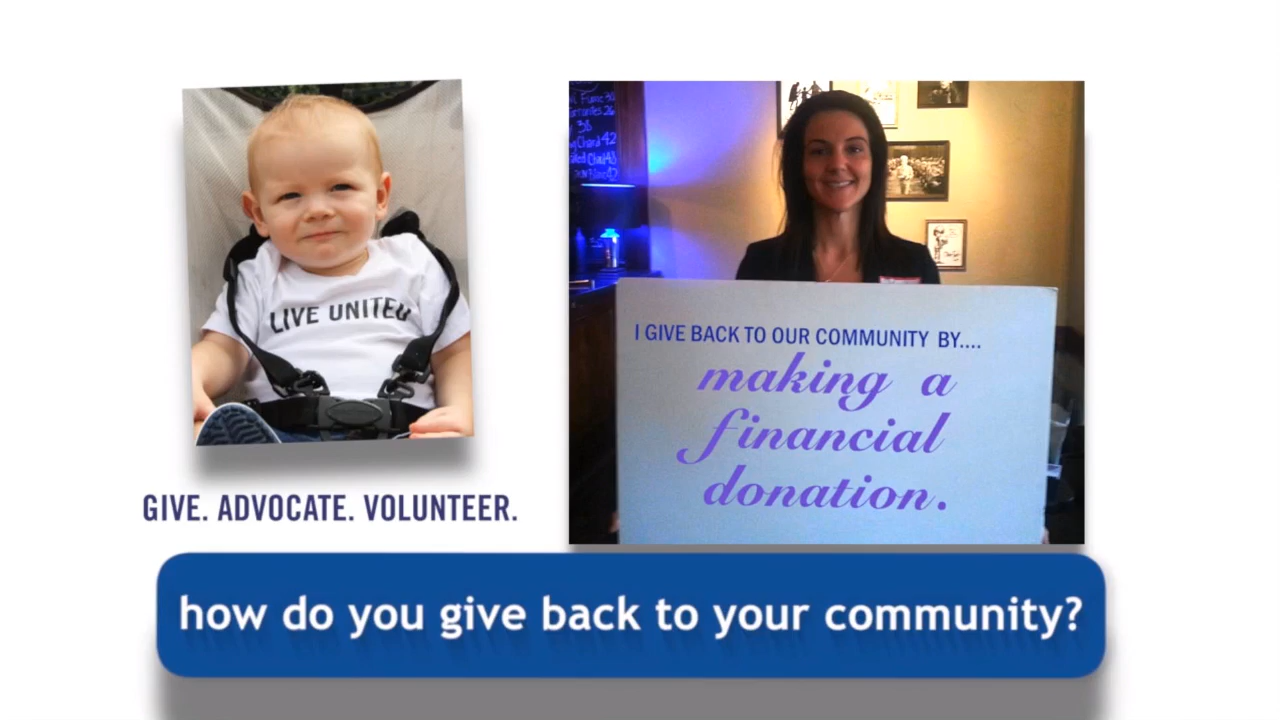 LIVE UNITED
GIVE. ADVOCATE. VOLUNTEER.
38
I GIVE BACK TO OUR COMMUNITY BY....
making a
financial
donation.
how do you give back to your community?